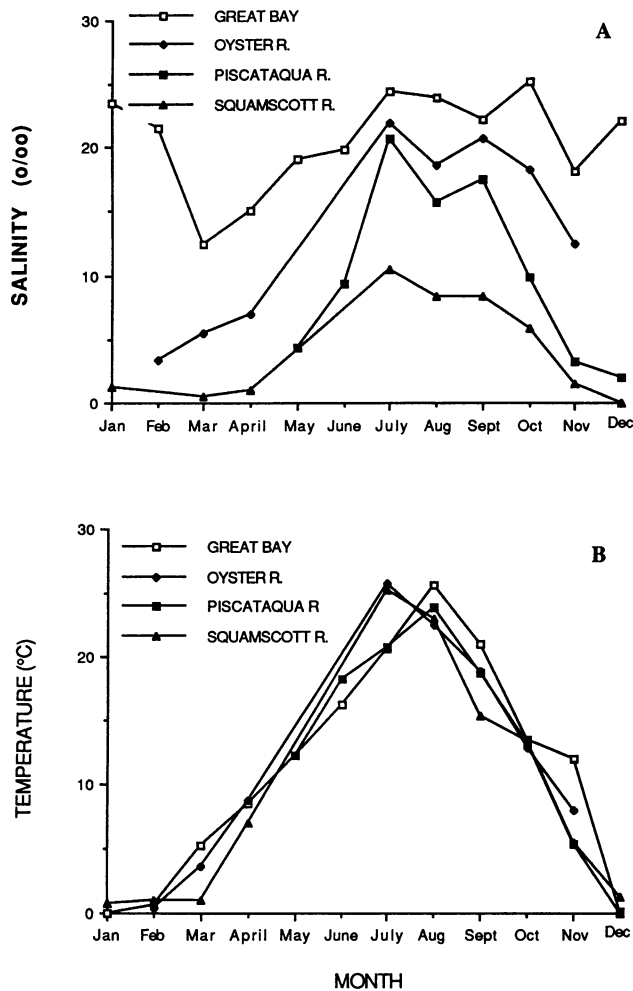 30
GREAT BAY
A
OYSTER R.
PISCATAQUA R.
SQUAMSCOTT R.
SALINITY (o/oo)
20
10
0
Jan Feb Mar April May June July Aug Sept Oct Nov Dec
30
GREAT BAY
B
OYSTER R.
PISCATAQUA R
SQUAMSCOTT R.
TEMPERATURE (°C)
20
10
0
Jan Feb Mar April May June July Aug Sept Oct Nov Dec
MONTH